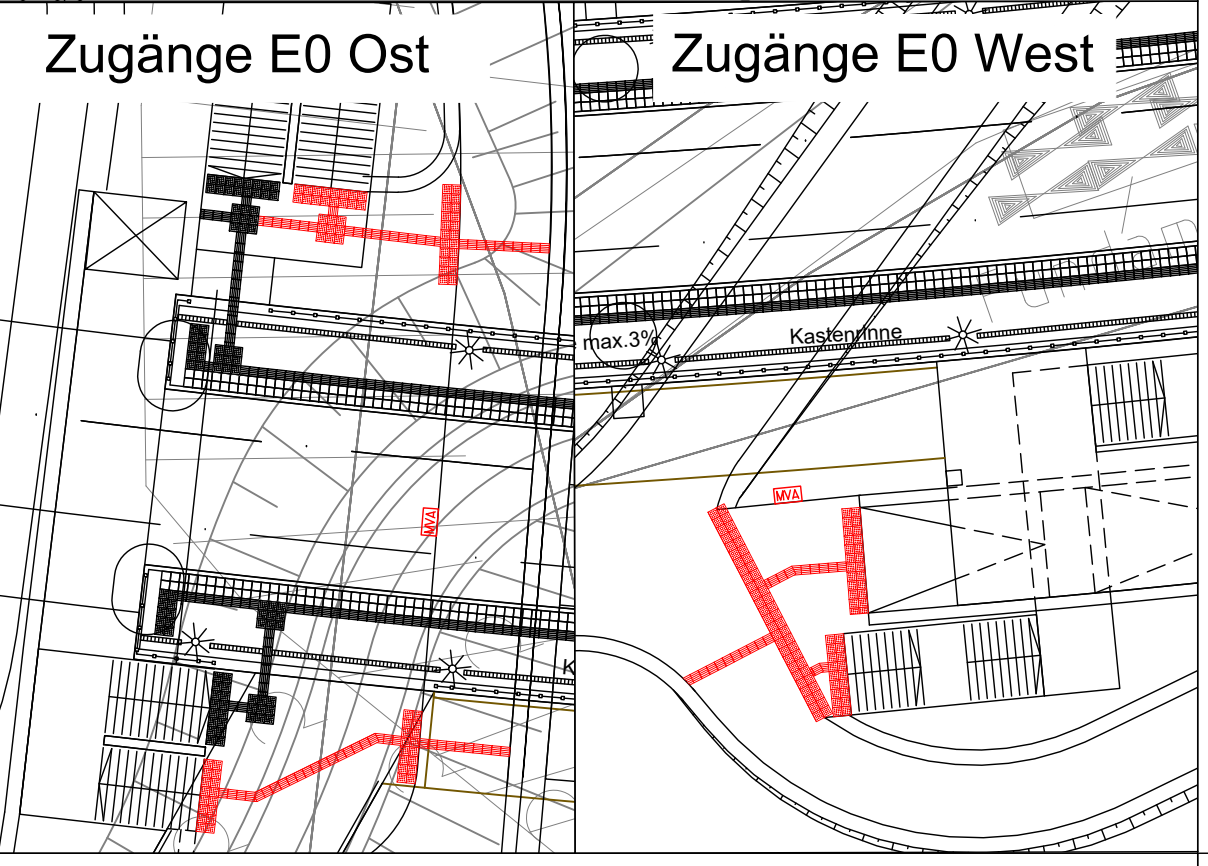 Zugänge E0 Ost
Zugänge E0 West
max.3%
Kastenrinne
MVA
MVA
K